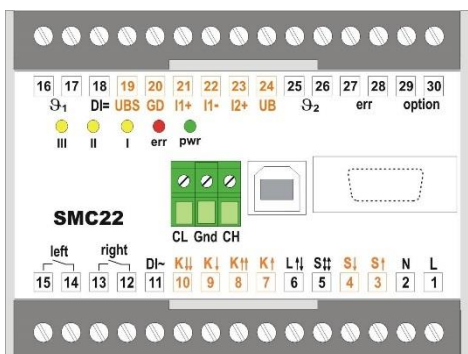 16 17 18 19 20 21 22 23 24 25 26 27 28 29 30
ϑ1 DI= UBS GD I1+ I1- I2+ UB ϑ2 err option
III II I err pwr
SMC22
CL Gnd CH
left right DI~ K↓↓ K↓ K↑↑ K↑ L↑↓ S↑↓ S↓ S↑ N L
15 14 13 12 11 10 9 8 7 6 5 4 3 2 1